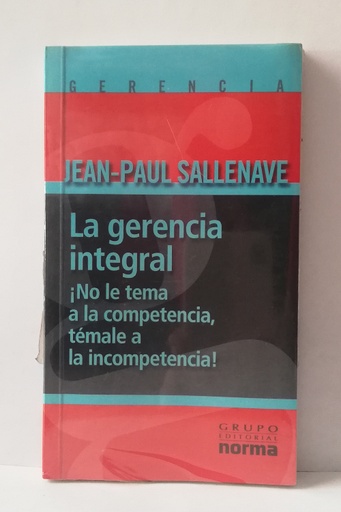 GERENCIA
JEAN-PAUL SALLENAVE
La gerencia
integral
¡No le tema
a la competencia,
témale a
la incompetencia!
GRUPO
EDITORIAL
norma